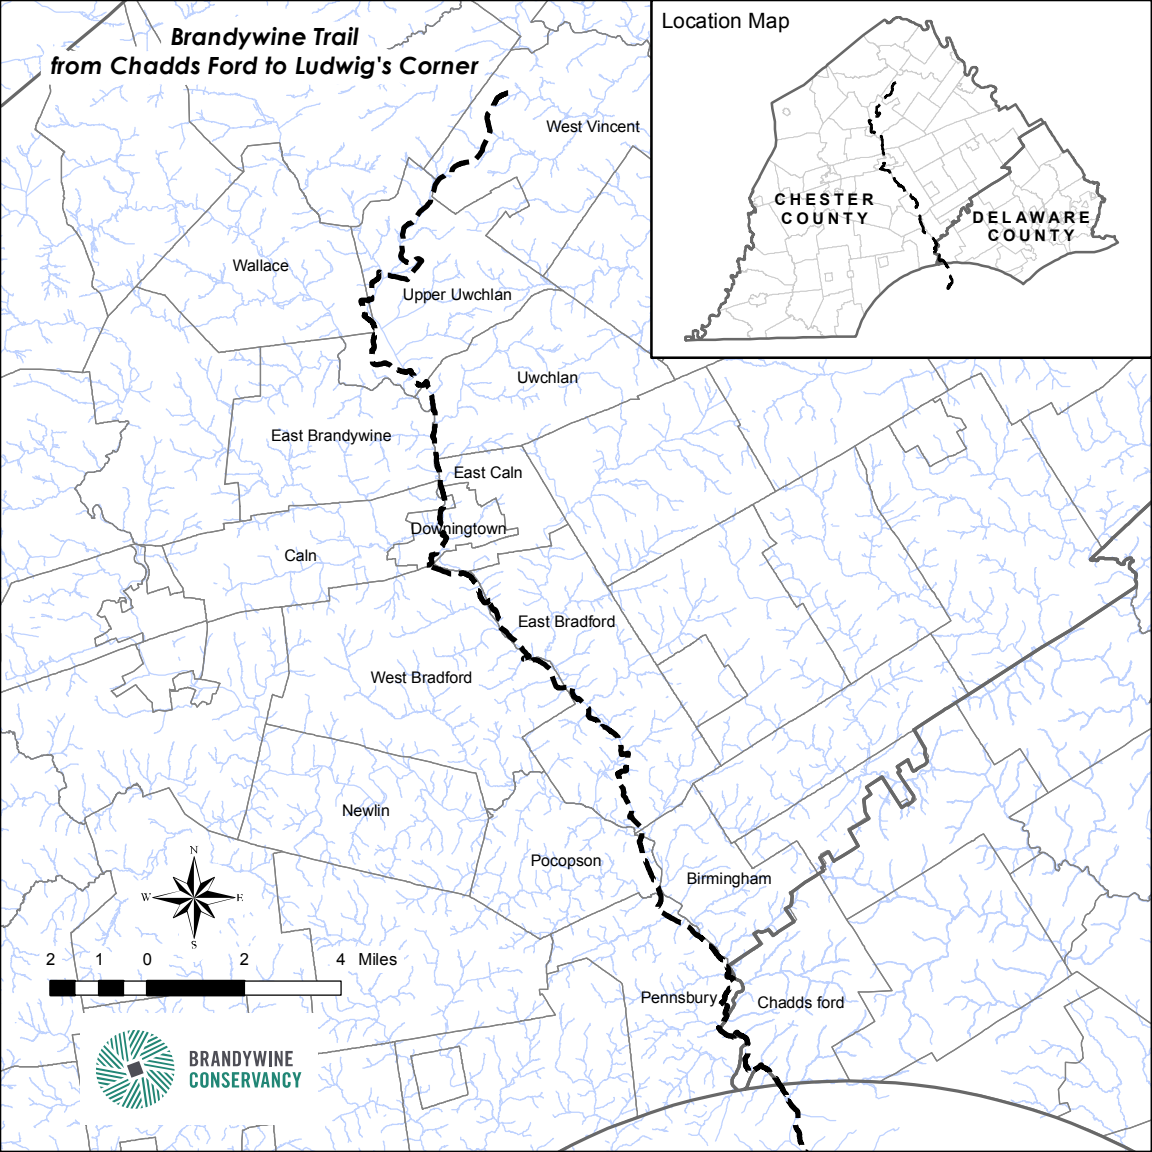 Brandywine Trail
from Chadds Ford to Ludwig's Corner
Location Map
CHESTER
COUNTY
DELAWARE
COUNTY
West Vincent
Wallace
Upper Uwchlan
Uwchlan
East Brandywine
East Caln
Downingtown
Caln
East Bradford
West Bradford
Newlin
Pocopson
Birmingham
Pennsbury
Chadds ford
N
W
E
S
2 1 0 2 4 Miles
BRANDYWINE
CONSERVANCY